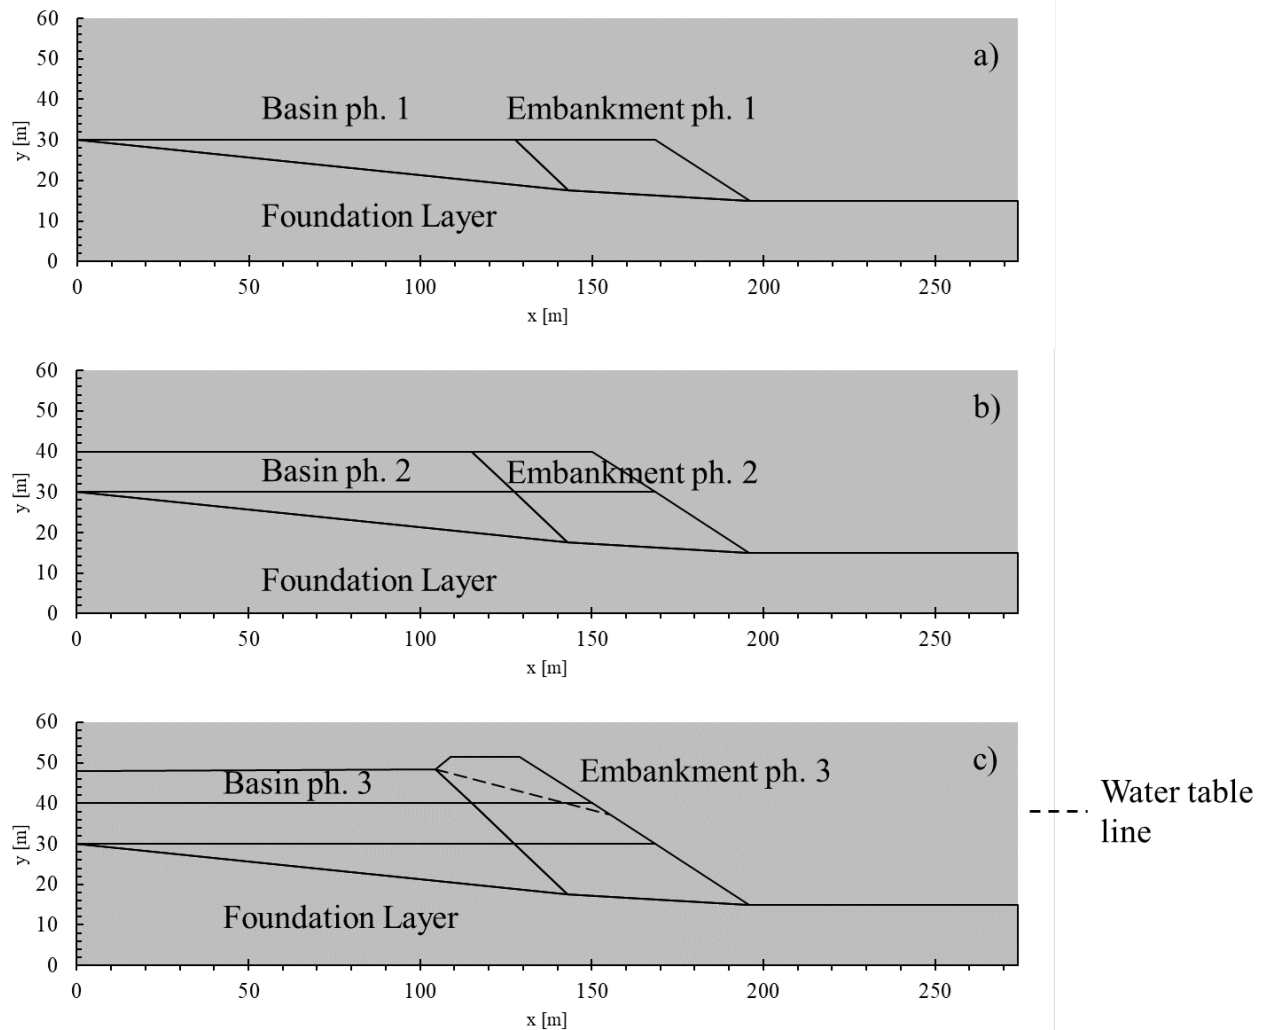 60
50
40
30
20
10
0
y [m]
a)
Basin ph. 1
Embankment ph. 1
Foundation Layer
0 50 100 150 200 250
x [m]
60
50
40
30
20
10
0
y [m]
b)
Basin ph. 2
Embankment ph. 2
Foundation Layer
0 50 100 150 200 250
x [m]
60
50
40
30
20
10
0
y [m]
c)
Basin ph. 3
Embankment ph. 3
Foundation Layer
0 50 100 150 200 250
x [m]
Water table
line